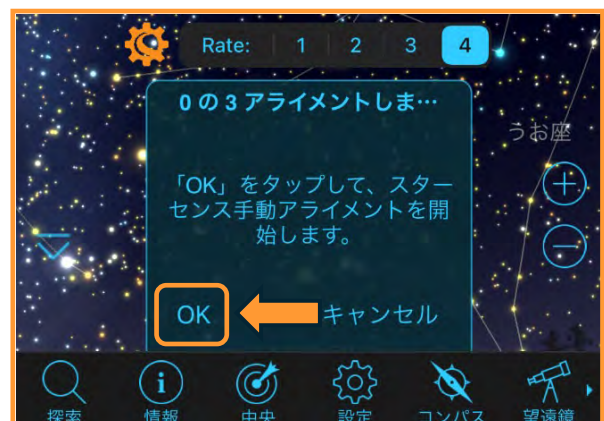 Rate: 1 2 3 4
0 の 3 アライメントしま…
うお座
「OK」をタップして、スター
センス手動アライメントを開
始します。
OK キャンセル
探索 情報 中央 設定 コンパス 望遠鏡